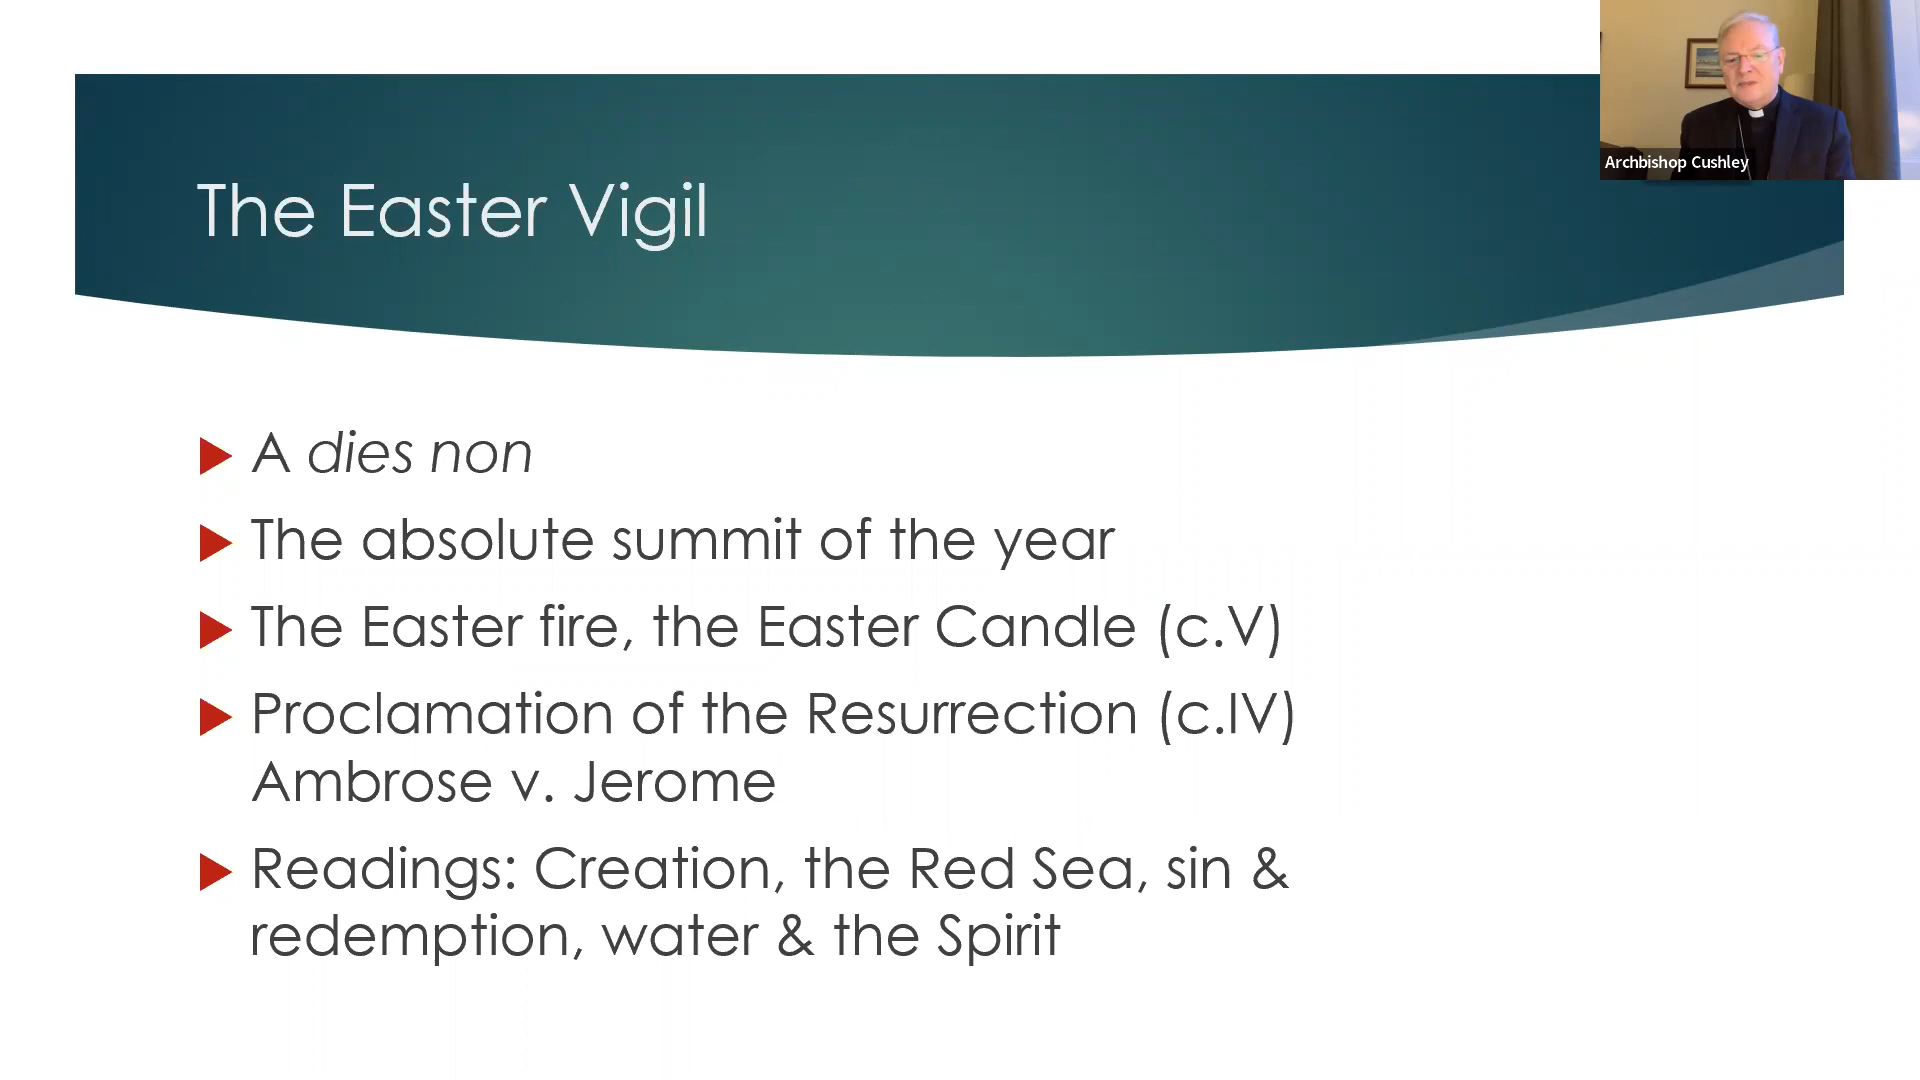 Archbishop Cushley
The Easter Vigil
A dies non
The absolute summit of the year
The Easter fire, the Easter Candle (c.V)
Proclamation of the Resurrection (c.IV)
Ambrose v. Jerome
Readings: Creation, the Red Sea, sin &
redemption, water & the Spirit